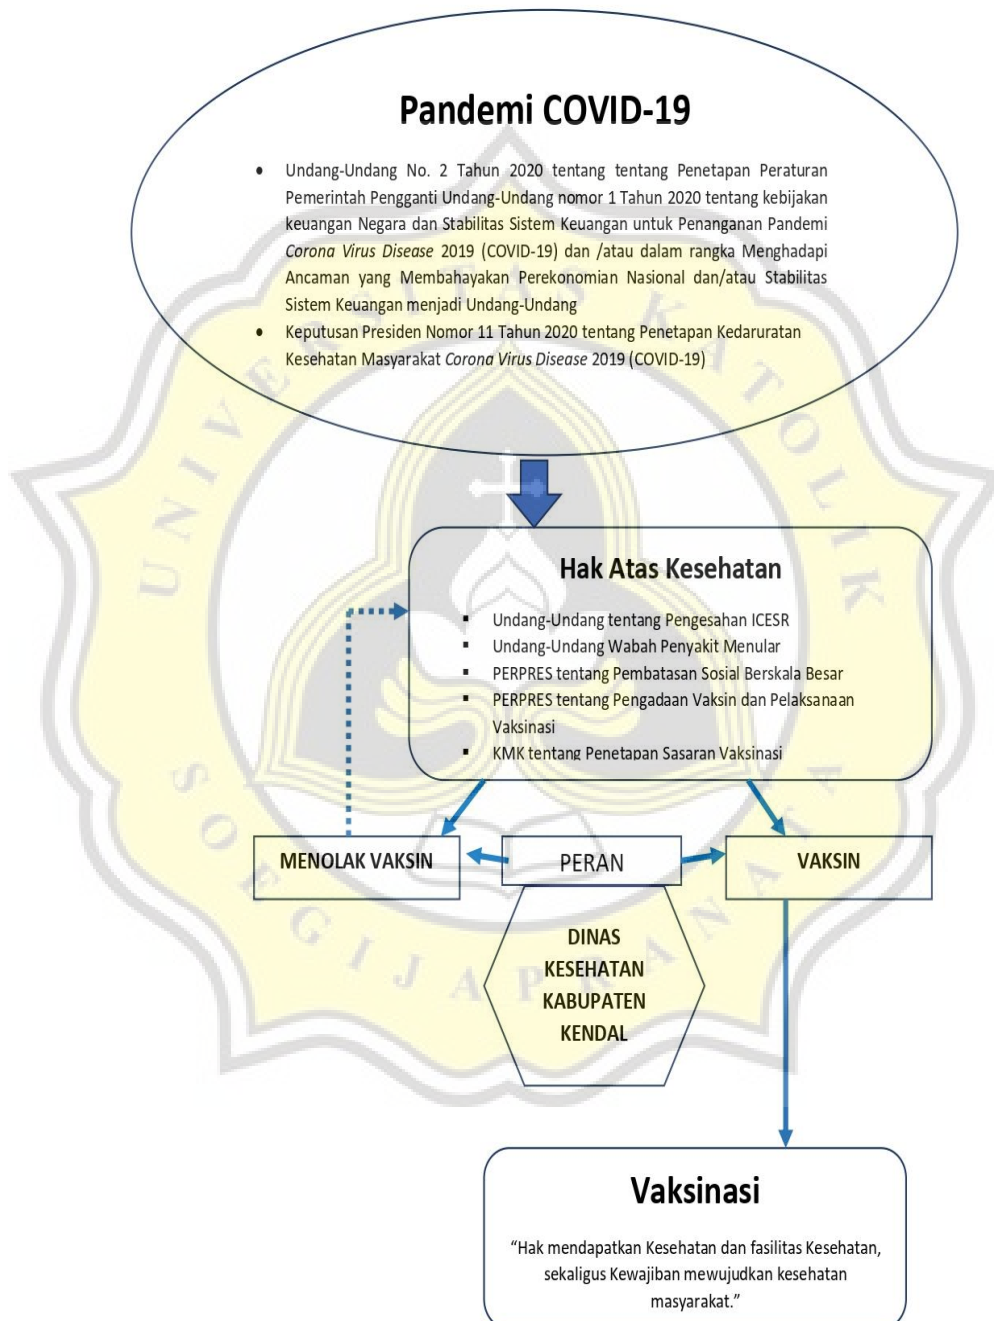 Pandemi COVID-19
• Undang-Undang No. 2 Tahun 2020 tentang tentang Penetapan Peraturan
Pemerintah Pengganti Undang-Undang nomor 1 Tahun 2020 tentang kebijakan
keuangan Negara dan Stabilitas Sistem Keuangan untuk Penanganan Pandemi
Corona Virus Disease 2019 (COVID-19) dan /atau dalam rangka Menghadapi
Ancaman yang Membahayakan Perekonomian Nasional dan/atau Stabilitas
Sistem Keuangan menjadi Undang-Undang
• Keputusan Presiden Nomor 11 Tahun 2020 tentang Penetapan Kedaruratan
Kesehatan Masyarakat Corona Virus Disease 2019 (COVID-19)
Hak Atas Kesehatan
▪ Undang-Undang tentang Pengesahan ICESR
▪ Undang-Undang Wabah Penyakit Menular
▪ PERPRES tentang Pembatasan Sosial Berskala Besar
▪ PERPRES tentang Pengadaan Vaksin dan Pelaksanaan
Vaksinasi
▪ KMK tentang Penetapan Sasaran Vaksinasi
MENOLAK VAKSIN
PERAN
VAKSIN
DINAS
KESEHATAN
KABUPATEN
KENDAL
Vaksinasi
“Hak mendapatkan Kesehatan dan fasilitas Kesehatan,
sekaligus Kewajiban mewujudkan kesehatan
masyarakat.”
UNIVERSITAS KATOLIK
SOEGIJAPRANATA